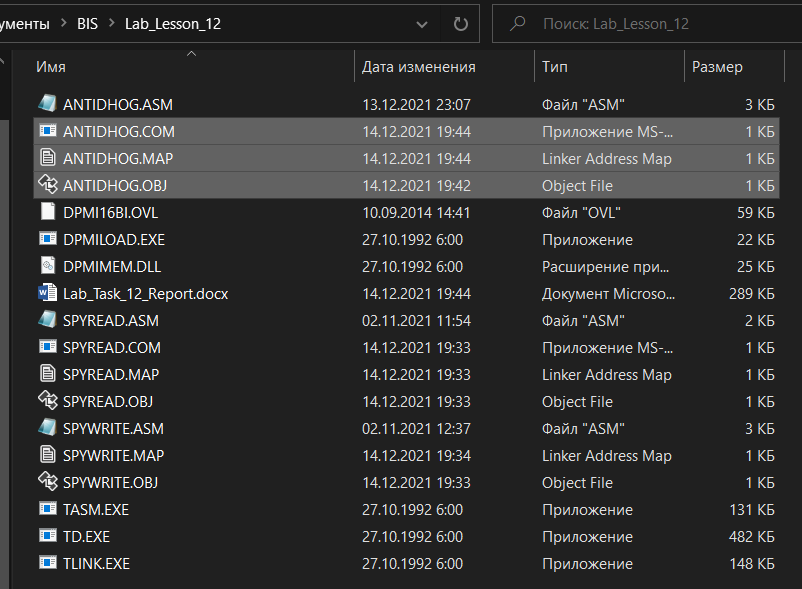 ументы > BIS > Lab_Lesson_12 Поиск: Lab_Lesson_12
Имя Дата изменения Тип Размер
ANTIDHOG.ASM 13.12.2021 23:07 Файл "ASM" 3 КБ
ANTIDHOG.COM 14.12.2021 19:44 Приложение MS-... 1 КБ
ANTIDHOG.MAP 14.12.2021 19:44 Linker Address Map 1 КБ
ANTIDHOG.OBJ 14.12.2021 19:42 Object File 1 КБ
DPMI16BI.OVL 10.09.2014 14:41 Файл "OVL" 59 КБ
DPMILOAD.EXE 27.10.1992 6:00 Приложение 22 КБ
DPMIMEM.DLL 27.10.1992 6:00 Расширение при... 25 КБ
Lab_Task_12_Report.docx 14.12.2021 19:44 Документ Microso... 289 КБ
SPYREAD.ASM 02.11.2021 11:54 Файл "ASM" 2 КБ
SPYREAD.COM 14.12.2021 19:33 Приложение MS-... 1 КБ
SPYREAD.MAP 14.12.2021 19:33 Linker Address Map 1 КБ
SPYREAD.OBJ 14.12.2021 19:33 Object File 1 КБ
SPYWRITE.ASM 02.11.2021 12:37 Файл "ASM" 3 КБ
SPYWRITE.MAP 14.12.2021 19:34 Linker Address Map 1 КБ
SPYWRITE.OBJ 14.12.2021 19:33 Object File 1 КБ
TASM.EXE 27.10.1992 6:00 Приложение 131 КБ
TD.EXE 27.10.1992 6:00 Приложение 482 КБ
TLINK.EXE 27.10.1992 6:00 Приложение 148 КБ